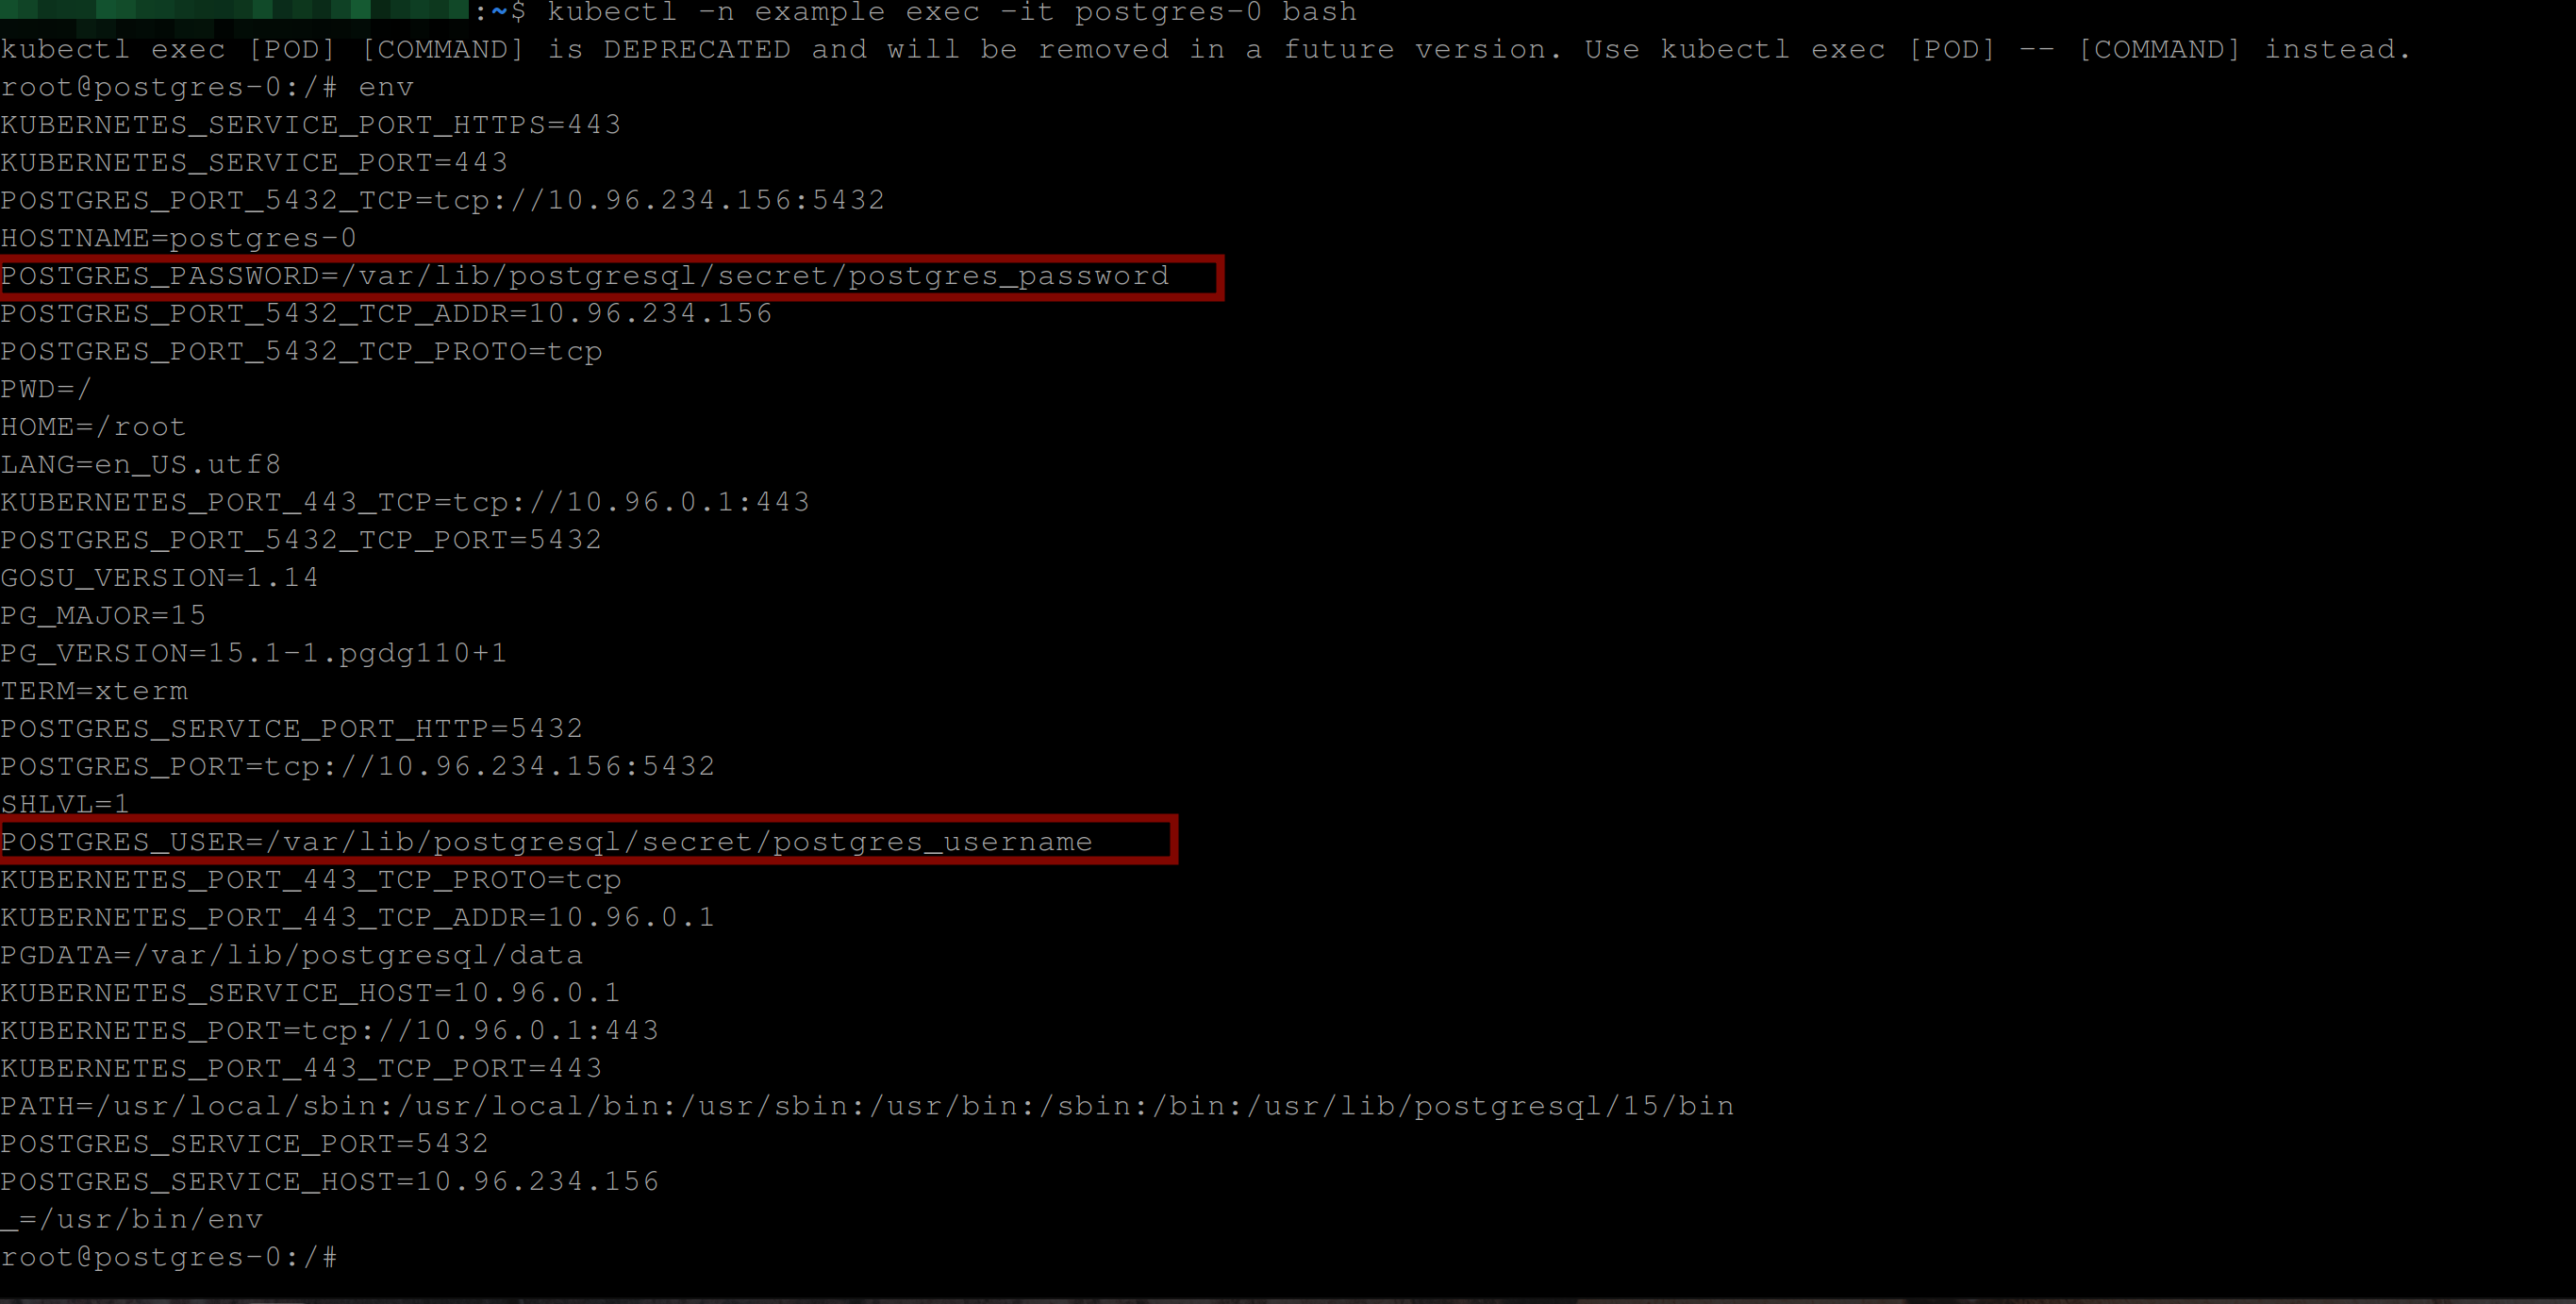 :~$ kubectl -n example exec -it postgres-0 bash
kubectl exec [POD] [COMMAND] is DEPRECATED and will be removed in a future version. Use kubectl exec [POD] -- [COMMAND] instead.
root@postgres-0:/# env
KUBERNETES_SERVICE_PORT_HTTPS=443
KUBERNETES_SERVICE_PORT=443
POSTGRES_PORT_5432_TCP=tcp://10.96.234.156:5432
HOSTNAME=postgres-0
POSTGRES_PASSWORD=/var/lib/postgresql/secret/postgres_password
POSTGRES_PORT_5432_TCP_ADDR=10.96.234.156
POSTGRES_PORT_5432_TCP_PROTO=tcp
PWD=/
HOME=/root
LANG=en_US.utf8
KUBERNETES_PORT_443_TCP=tcp://10.96.0.1:443
POSTGRES_PORT_5432_TCP_PORT=5432
GOSU_VERSION=1.14
PG_MAJOR=15
PG_VERSION=15.1-1.pgdg110+1
TERM=xterm
POSTGRES_SERVICE_PORT_HTTP=5432
POSTGRES_PORT=tcp://10.96.234.156:5432
SHLVL=1
POSTGRES_USER=/var/lib/postgresql/secret/postgres_username
KUBERNETES_PORT_443_TCP_PROTO=tcp
KUBERNETES_PORT_443_TCP_ADDR=10.96.0.1
PGDATA=/var/lib/postgresql/data
KUBERNETES_SERVICE_HOST=10.96.0.1
KUBERNETES_PORT=tcp://10.96.0.1:443
KUBERNETES_PORT_443_TCP_PORT=443
PATH=/usr/local/sbin:/usr/local/bin:/usr/sbin:/usr/bin:/sbin:/bin:/usr/lib/postgresql/15/bin
POSTGRES_SERVICE_PORT=5432
POSTGRES_SERVICE_HOST=10.96.234.156
_=/usr/bin/env
root@postgres-0:/#